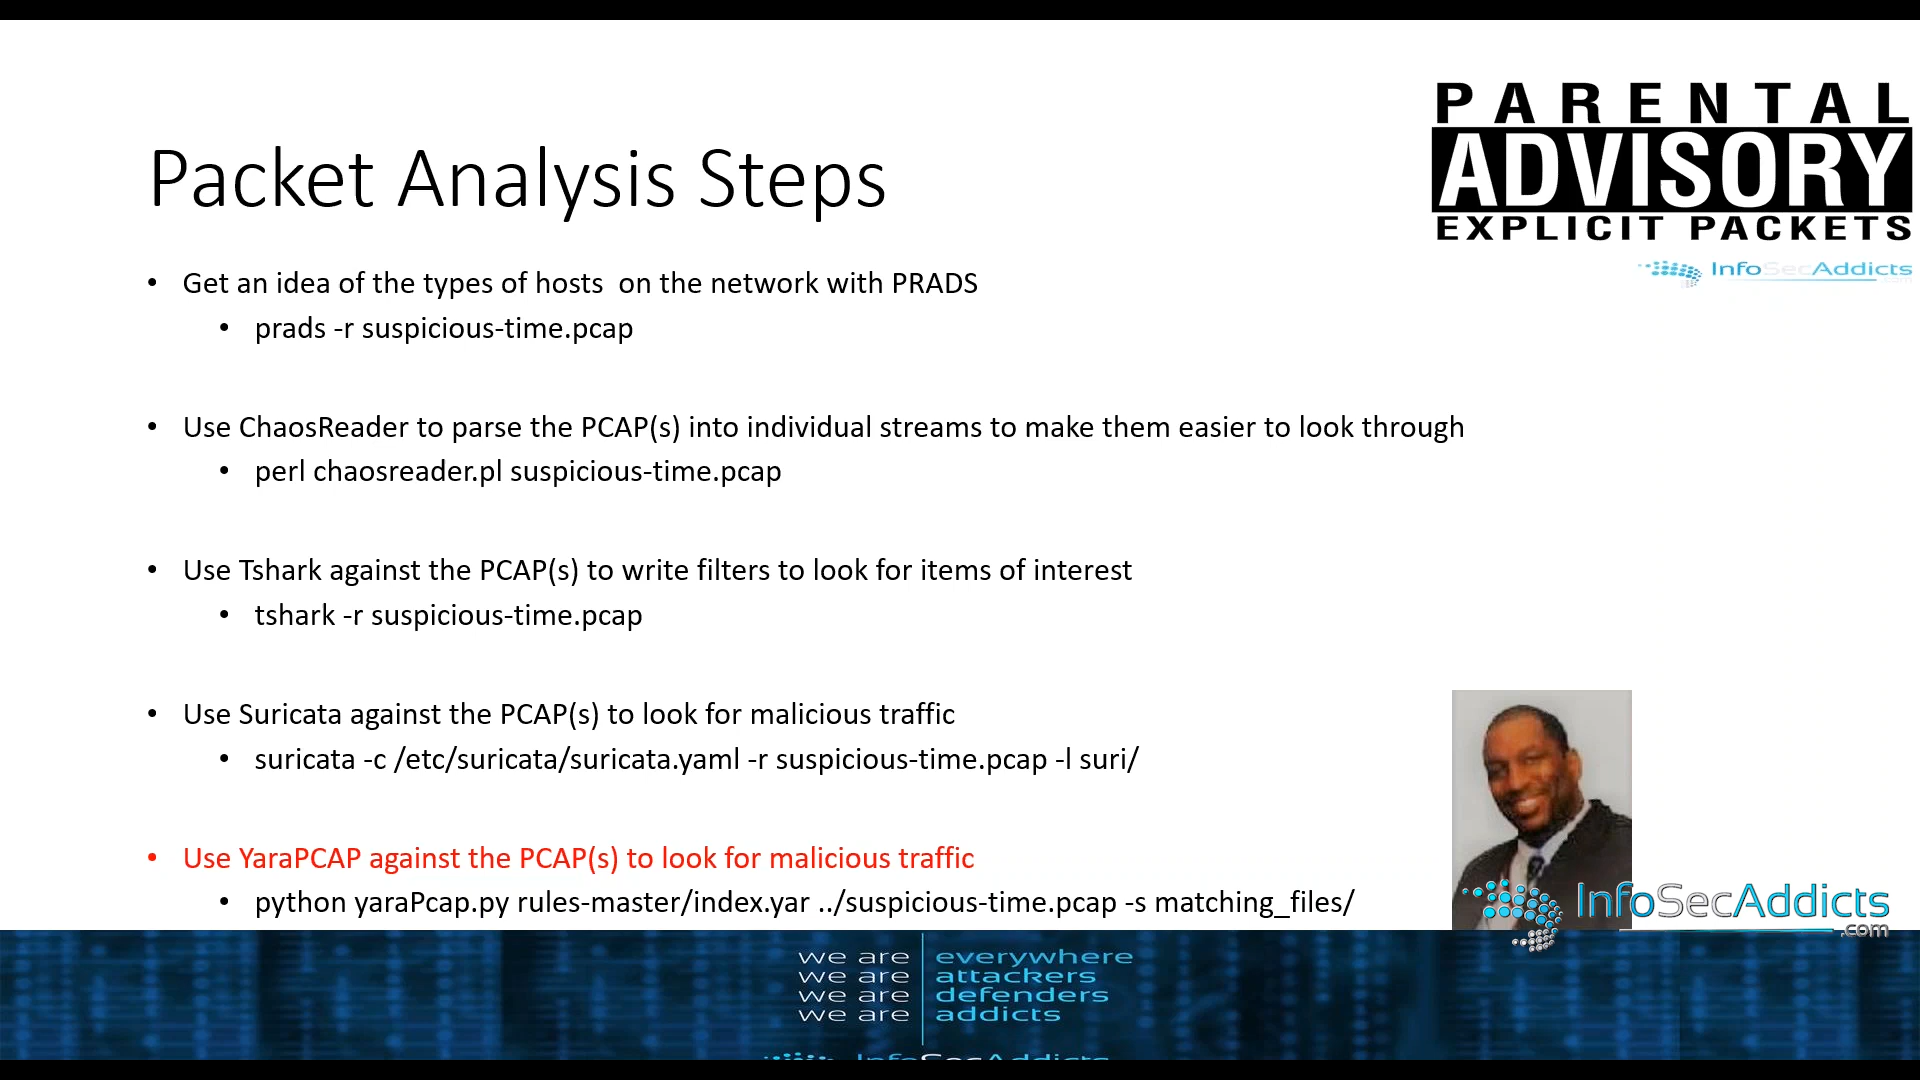 PARENTAL
ADVISORY
EXPLICIT PACKETS
InfoSecAddicts
.com
Packet Analysis Steps
• Get an idea of the types of hosts  on the network with PRADS
• prads -r suspicious-time.pcap
• Use ChaosReader to parse the PCAP(s) into individual streams to make them easier to look through
• perl chaosreader.pl suspicious-time.pcap
• Use Tshark against the PCAP(s) to write filters to look for items of interest
• tshark -r suspicious-time.pcap
• Use Suricata against the PCAP(s) to look for malicious traffic
• suricata -c /etc/suricata/suricata.yaml -r suspicious-time.pcap -l suri/
• Use YaraPCAP against the PCAP(s) to look for malicious traffic
• python yaraPcap.py rules-master/index.yar ../suspicious-time.pcap -s matching_files/
InfoSecAddicts
.com
we are everywhere
we are attackers
we are defenders
we are addicts
InfoSecAddicts